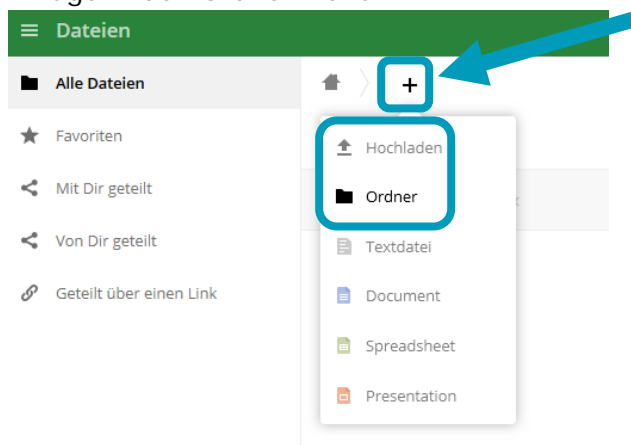 Dateien
Alle Dateien
Favoriten
Mit Dir geteilt
Von Dir geteilt
Geteilt über einen Link
+
Hochladen
Ordner
Textdatei
Document
Spreadsheet
Presentation